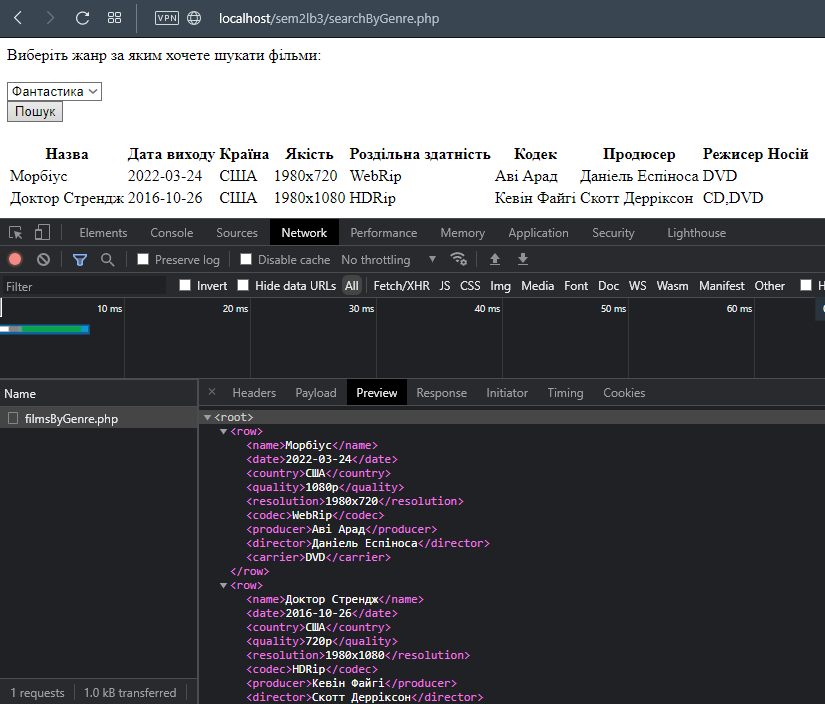 VPN localhost/sem2lb3/searchByGenre.php
Виберіть жанр за яким хочете шукати фільми:
Фантастика
Пошук
Назва Дата виходу Країна Якість Роздільна здатність Кодек Продюсер Режисер Носій
Морбіус 2022-03-24 США 1980x720 WebRip Аві Арад Даніель Еспіноса DVD
Доктор Стрендж 2016-10-26 США 1980x1080 HDRip Кевін Файгі Скотт Дерріксон CD,DVD
Elements Console Sources Network Performance Memory Application Security Lighthouse
Preserve log Disable cache No throttling
Filter Invert Hide data URLs All Fetch/XHR JS CSS Img Media Font Doc WS Wasm Manifest Other H
10 ms 20 ms 30 ms 40 ms 50 ms 60 ms
Name × Headers Payload Preview Response Initiator Timing Cookies
filmsByGenre.php
<root>
<row>
<name>Морбіус</name>
<date>2022-03-24</date>
<country>США</country>
<quality>1080p</quality>
<resolution>1980x720</resolution>
<codec>WebRip</codec>
<producer>Аві Арад</producer>
<director>Даніель Еспіноса</director>
<carrier>DVD</carrier>
</row>
<row>
<name>Доктор Стрендж</name>
<date>2016-10-26</date>
<country>США</country>
<quality>720p</quality>
<resolution>1980x1080</resolution>
<codec>HDRip</codec>
<producer>Кевін Файгі</producer>
<director>Скотт Дерріксон</director>
1 requests 1.0 kB transferred